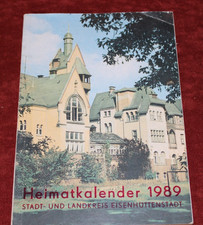 Heimatkalender 1989
STADT- UND LANDKREIS EISENHÜTTENSTADT